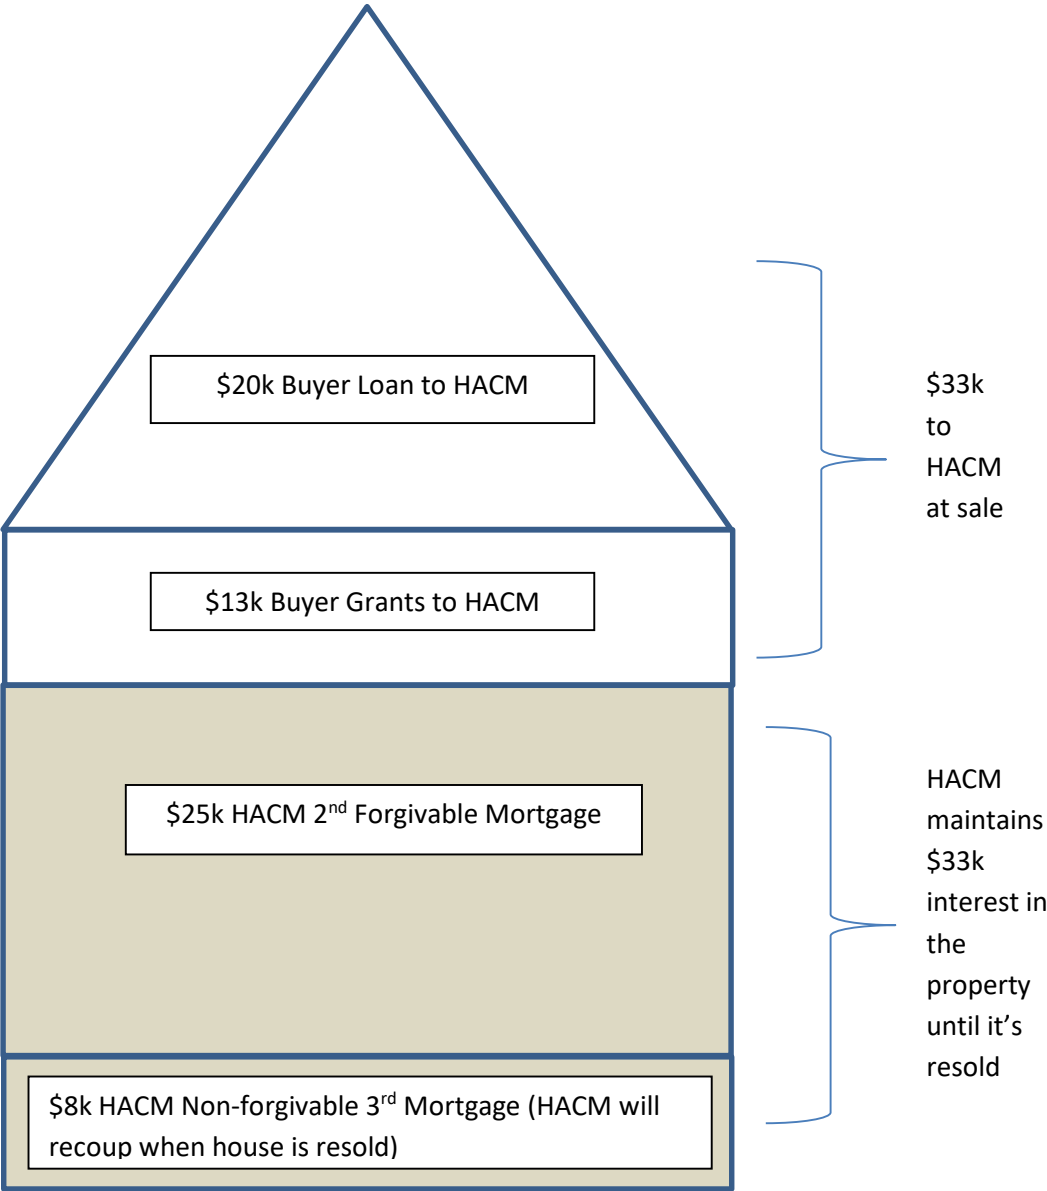 $20k Buyer Loan to HACM
$33k
to
HACM
at sale
$13k Buyer Grants to HACM
$25k HACM 2nd Forgivable Mortgage
HACM
maintains
$33k
interest in
the
property
until it’s
resold
$8k HACM Non-forgivable 3rd Mortgage (HACM will
recoup when house is resold)